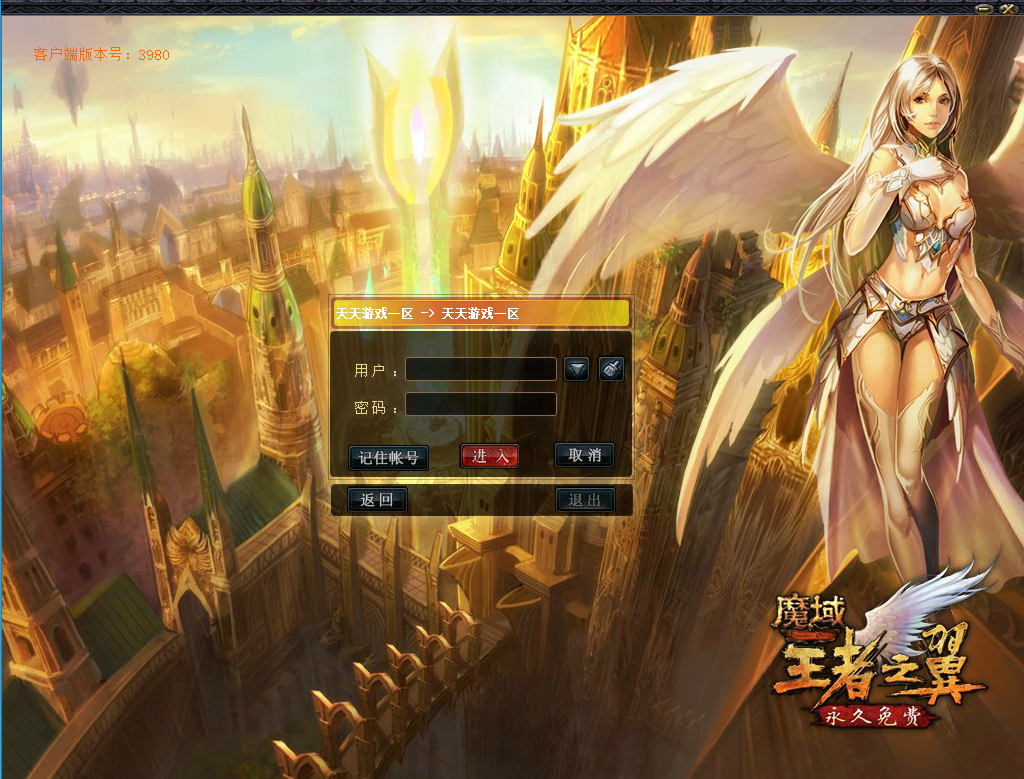 客户端版本号：3980
天天游戏一区 -> 天天游戏一区
用户：
密码：
记住帐号 进入 取消
返回 退出
魔域
王者之翼
永久免费